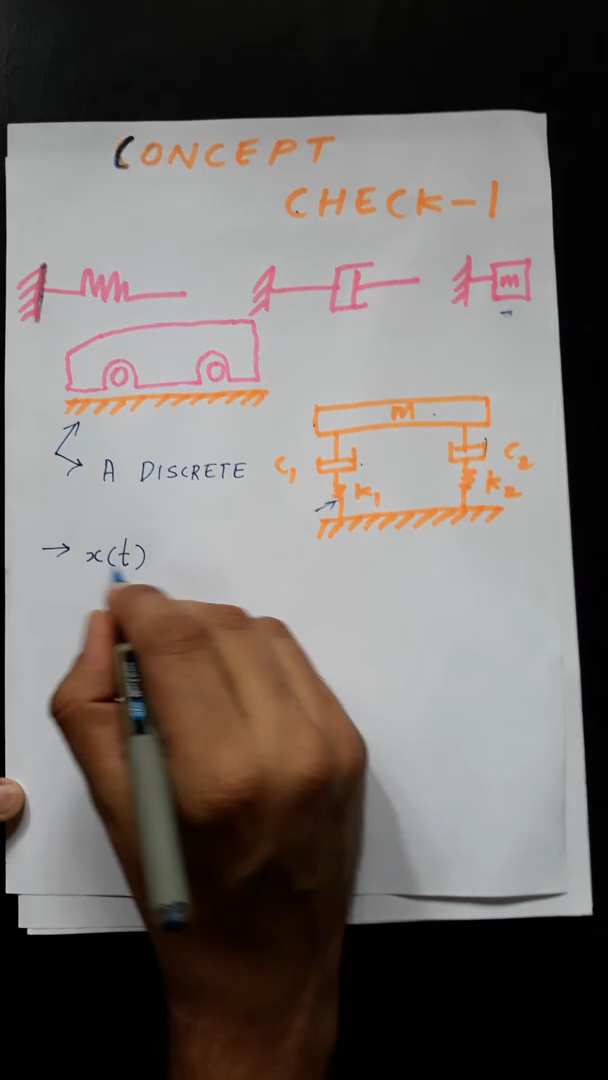 CONCEPT
CHECK-1
m
m
C₁
C₂
K₁
K₂
A DISCRETE
→ x(t)